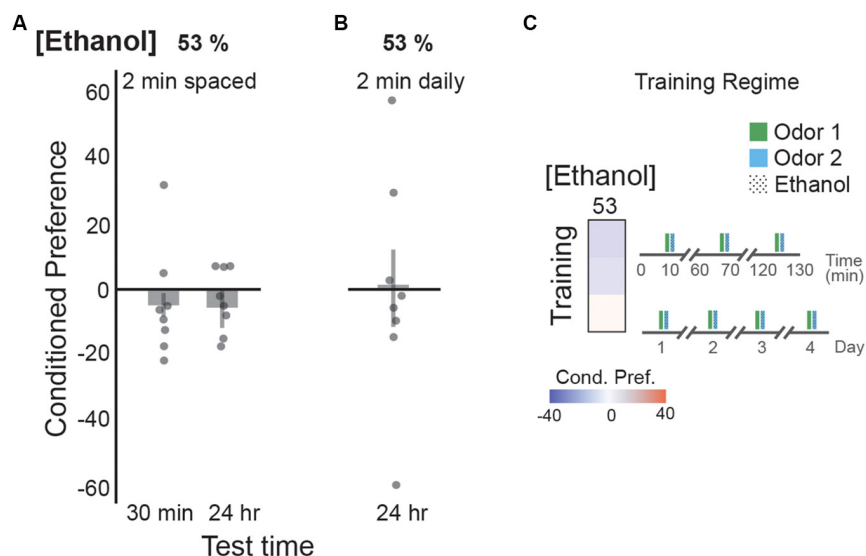 A
[Ethanol] 53 %
2 min spaced
Conditioned Preference
60
40
20
0
-20
-40
-60
30 min 24 hr
Test time
B
53 %
2 min daily
24 hr
C
Training Regime
Odor 1
Odor 2
Ethanol
[Ethanol]
53
Training
0 10 60 70 120 130
Time
(min)
1 2 3 4 Day
Cond. Pref.
-40 0 40